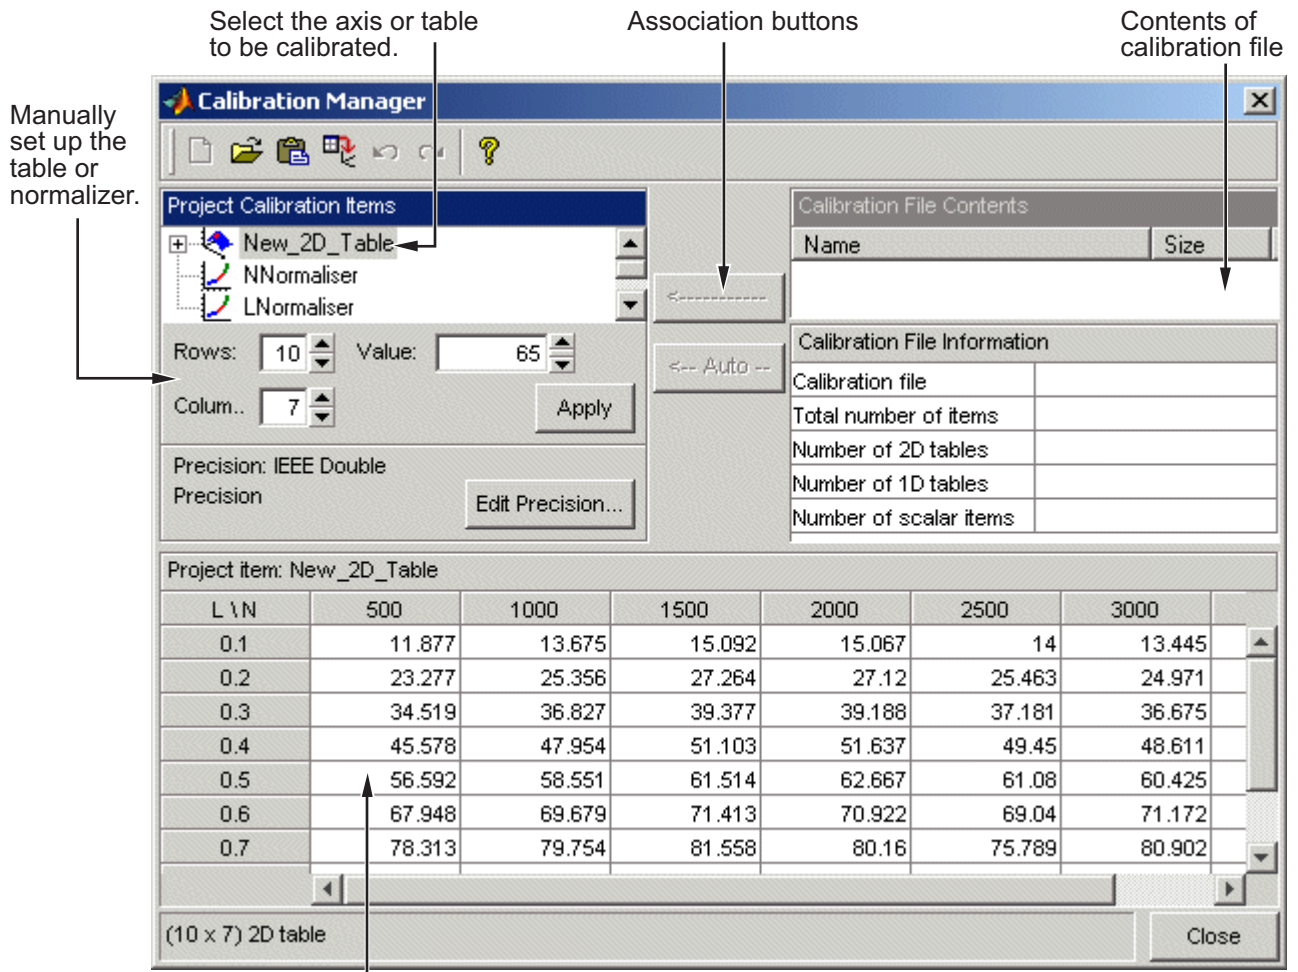 Select the axis or table
to be calibrated.
Association buttons
Contents of
calibration file
Manually
set up the
table or
normalizer.
Calibration Manager
Project Calibration Items
New_2D_Table
NNormaliser
LNormaliser
Rows: 10 Value: 65
Colum.. 7 Apply
Precision: IEEE Double
Precision
Edit Precision...
<-----------
<-- Auto --
Calibration File Contents
Name Size
Calibration File Information
Calibration file
Total number of items
Number of 2D tables
Number of 1D tables
Number of scalar items
Project item: New_2D_Table
L \ N 500 1000 1500 2000 2500 3000
0.1 11.877 13.675 15.092 15.067 14 13.445
0.2 23.277 25.356 27.264 27.12 25.463 24.971
0.3 34.519 36.827 39.377 39.188 37.181 36.675
0.4 45.578 47.954 51.103 51.637 49.45 48.611
0.5 56.592 58.551 61.514 62.667 61.08 60.425
0.6 67.948 69.679 71.413 70.922 69.04 71.172
0.7 78.313 79.754 81.558 80.16 75.789 80.902
(10 x 7) 2D table
Close